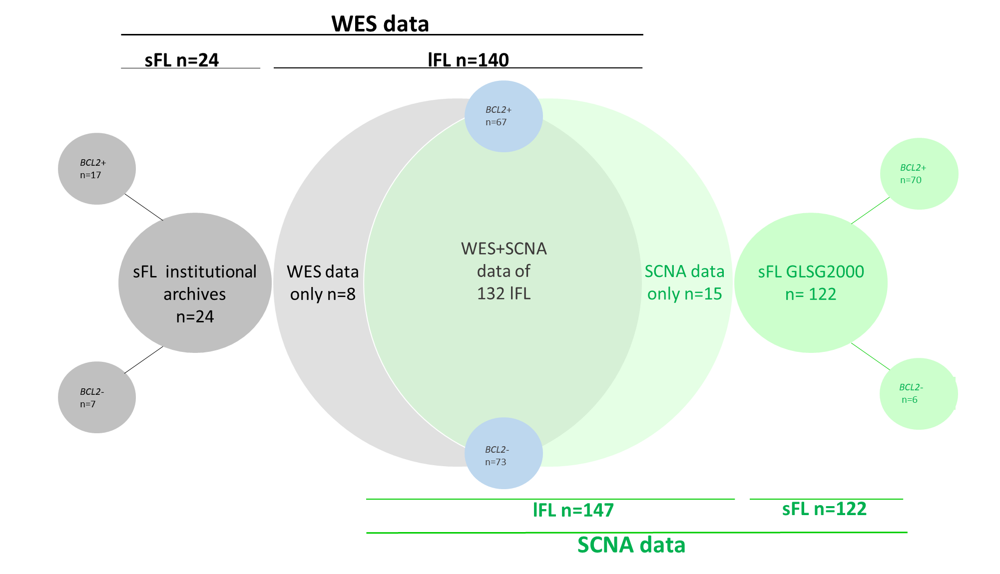 WES data
sFL n=24
lFL n=140
BCL2+
n=67
BCL2+
n=17
BCL2+
n=70
sFL  institutional
archives
n=24
WES data
only n=8
WES+SCNA
data of
132 lFL
SCNA data
only n=15
sFL GLSG2000
n= 122
BCL2-
n=7
BCL2-
n=6
BCL2-
n=73
lFL n=147
sFL n=122
SCNA data